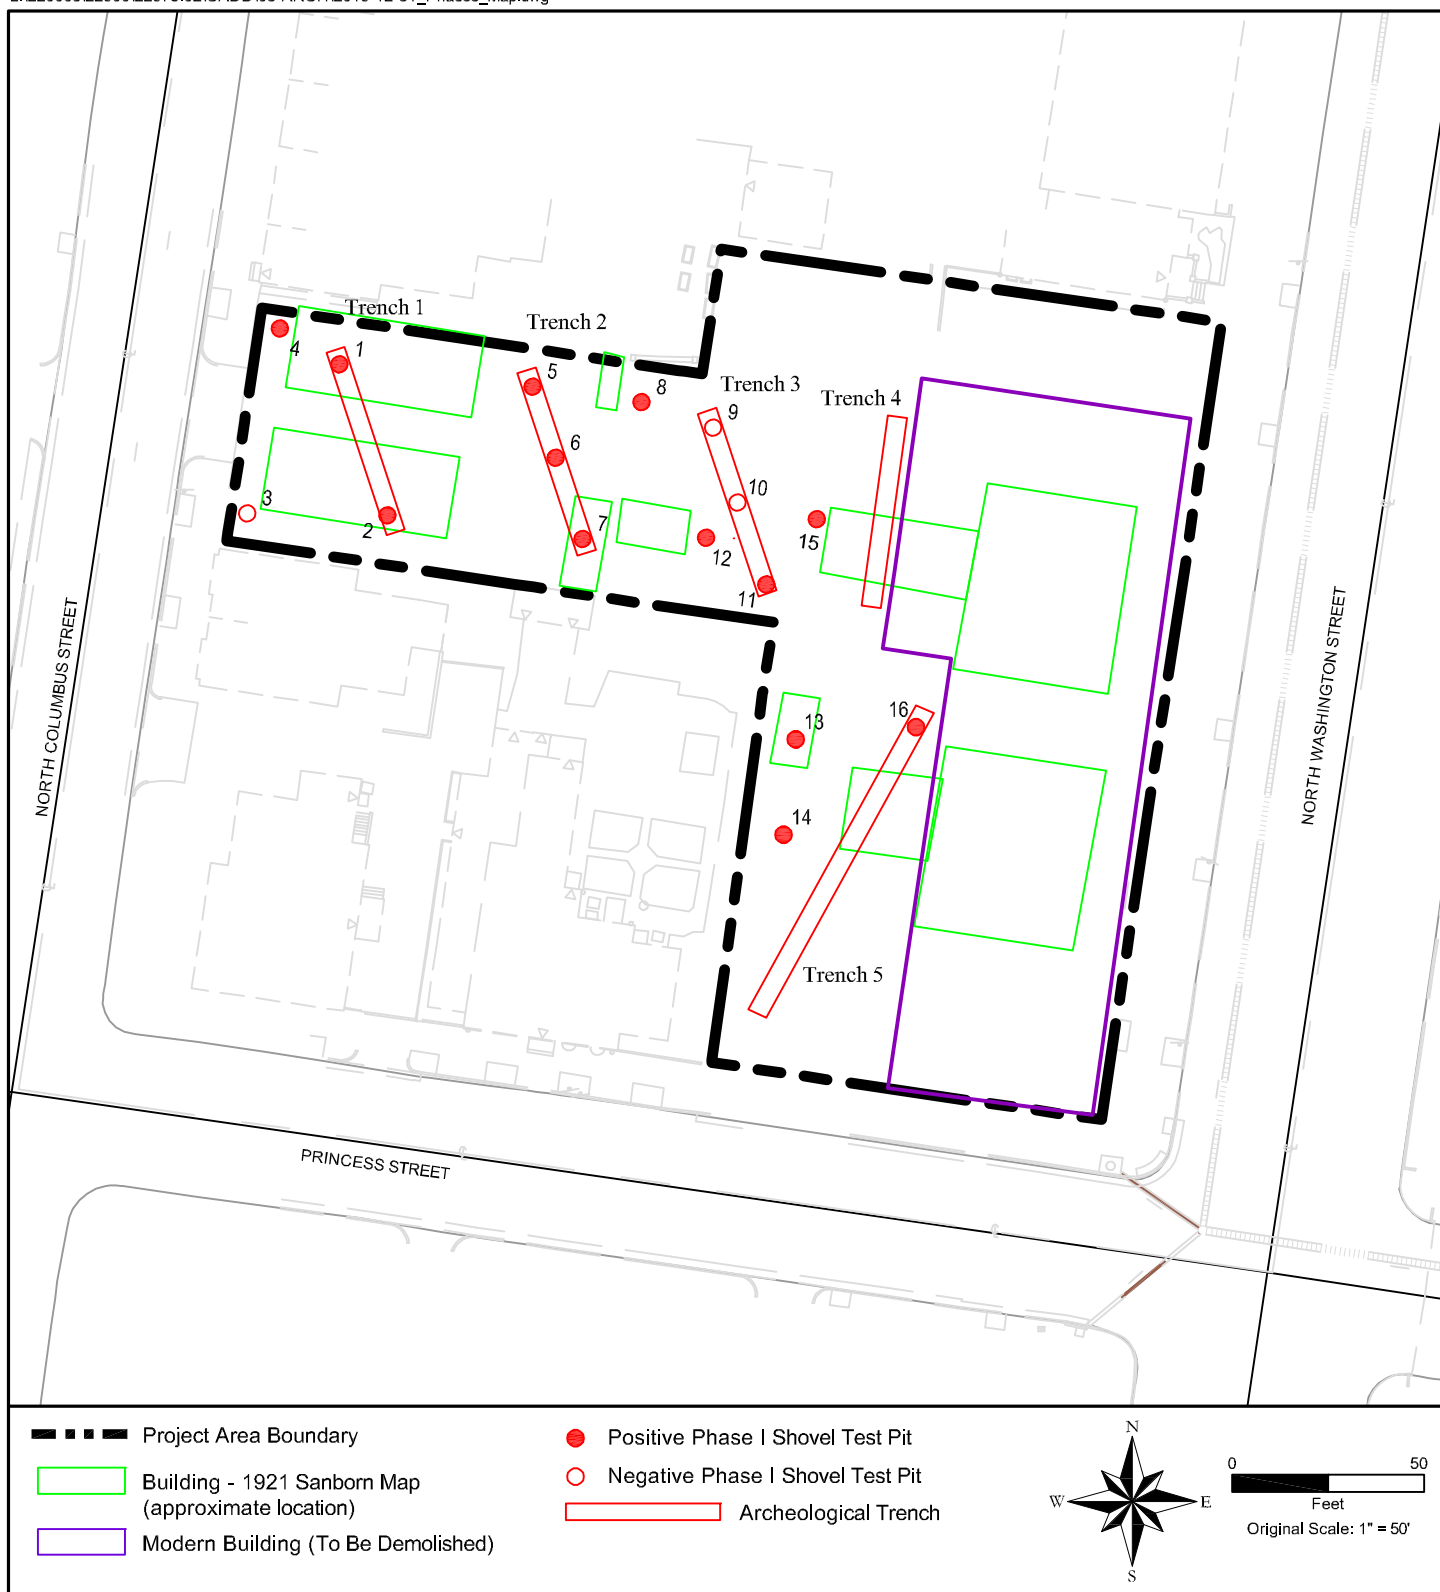 Trench 1
Trench 2
Trench 3
Trench 4
4
1
5
8
9
6
10
3
2
7
12
15
11
13
16
14
Trench 5
NORTH COLUMBUS STREET
NORTH WASHINGTON STREET
PRINCESS STREET
Project Area Boundary
Building - 1921 Sanborn Map
(approximate location)
Modern Building (To Be Demolished)
Positive Phase I Shovel Test Pit
Negative Phase I Shovel Test Pit
Archeological Trench
N
W
E
S
0
50
Feet
Original Scale: 1" = 50'